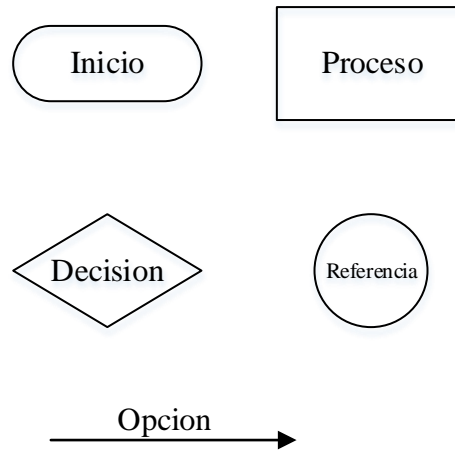 Inicio
Proceso
Decision
Referencia
Opcion